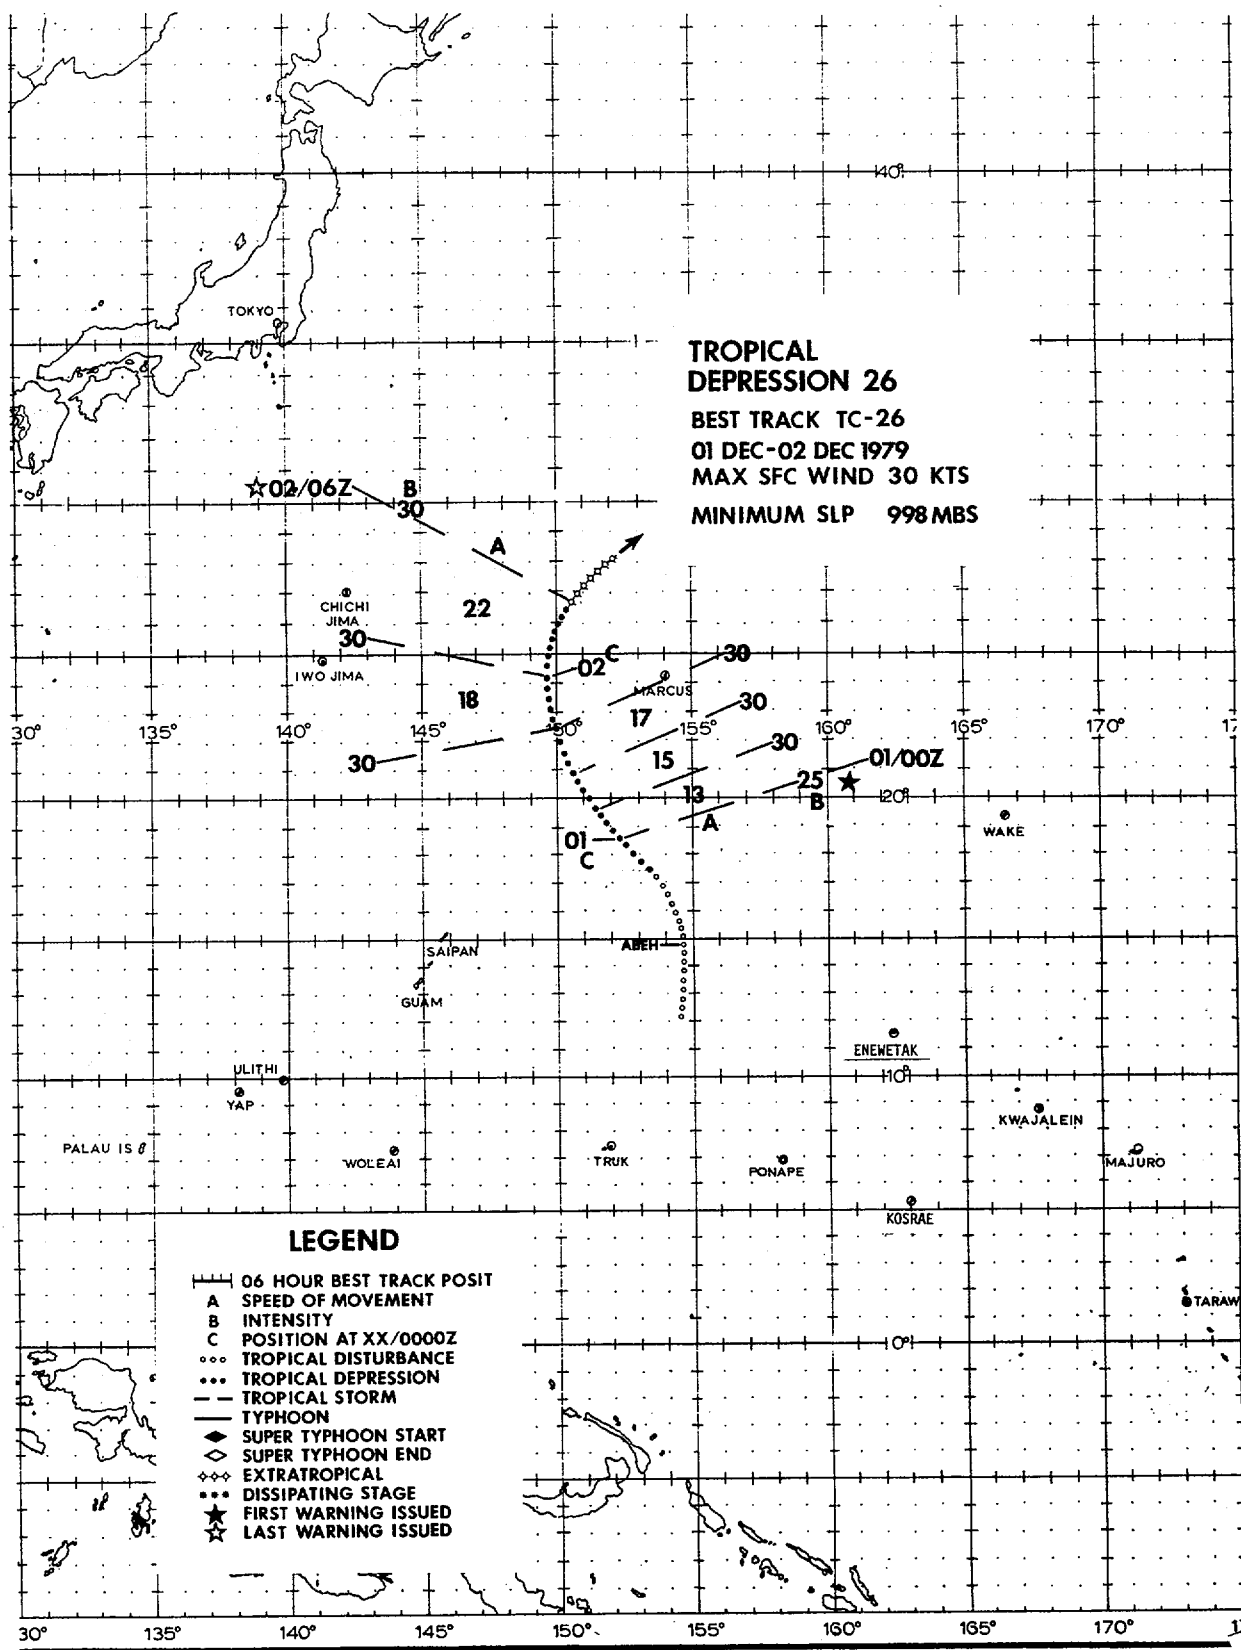 40°
TOKYO
TROPICAL
DEPRESSION 26
BEST TRACK TC-26
01 DEC-02 DEC 1979
MAX SFC WIND 30 KTS
MINIMUM SLP 998 MBS
02/06Z
B
30
A
22
CHICHI
JIMA
30
C
02
30
IWO JIMA
MARCUS
18
17
30
30° 135° 140° 145° 150° 155° 160° 165° 170°
30
15
30
01/00Z
25
13
B
20°
A
WAKE
01
C
ABEH
SAIPAN
GUAM
ENEWETAK
ULITHI
10°
YAP
KWAJALEIN
PALAU IS
WOLEAI
TRUK
PONAPE
MAJURO
KOSRAE
LEGEND
06 HOUR BEST TRACK POSIT
A SPEED OF MOVEMENT
B INTENSITY
C POSITION AT XX/0000Z
TROPICAL DISTURBANCE
TROPICAL DEPRESSION
TROPICAL STORM
TYPHOON
SUPER TYPHOON START
SUPER TYPHOON END
EXTRATROPICAL
DISSIPATING STAGE
FIRST WARNING ISSUED
LAST WARNING ISSUED
TARAW
0°
30° 135° 140° 145° 150° 155° 160° 165° 170°